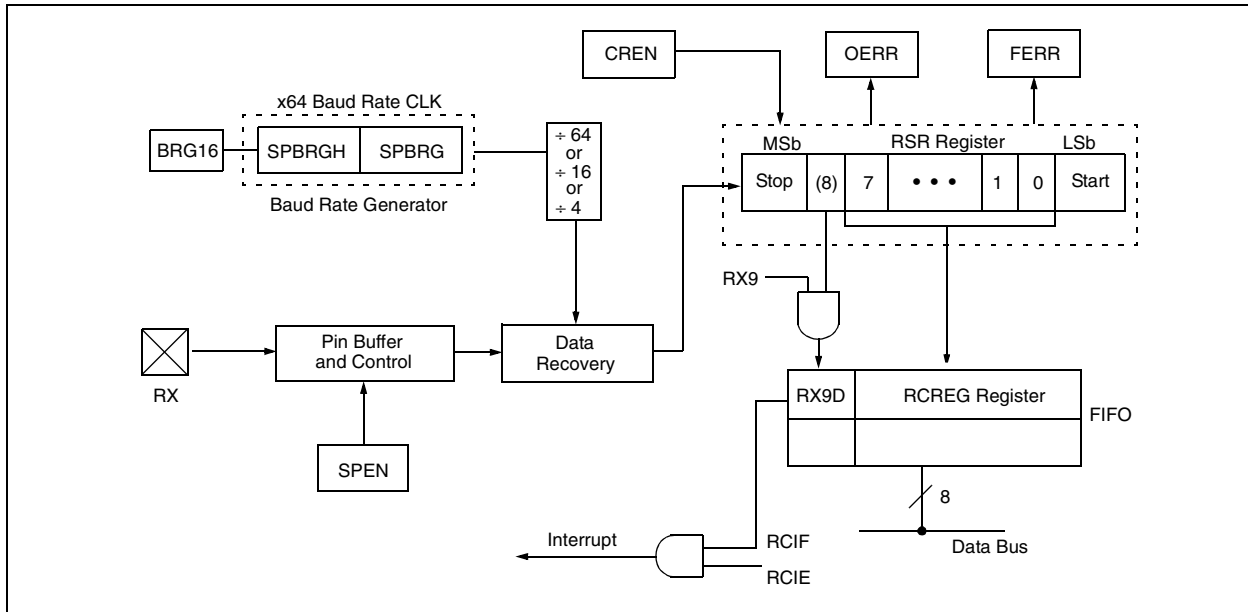 CREN
OERR
FERR
x64 Baud Rate CLK
BRG16
SPBRGH
SPBRG
Baud Rate Generator
÷ 64
or
÷ 16
or
÷ 4
MSb
RSR Register
LSb
Stop
(8)
7
• • •
1
0
Start
RX9
RX
Pin Buffer
and Control
Data
Recovery
SPEN
RX9D
RCREG Register
FIFO
8
Data Bus
Interrupt
RCIF
RCIE